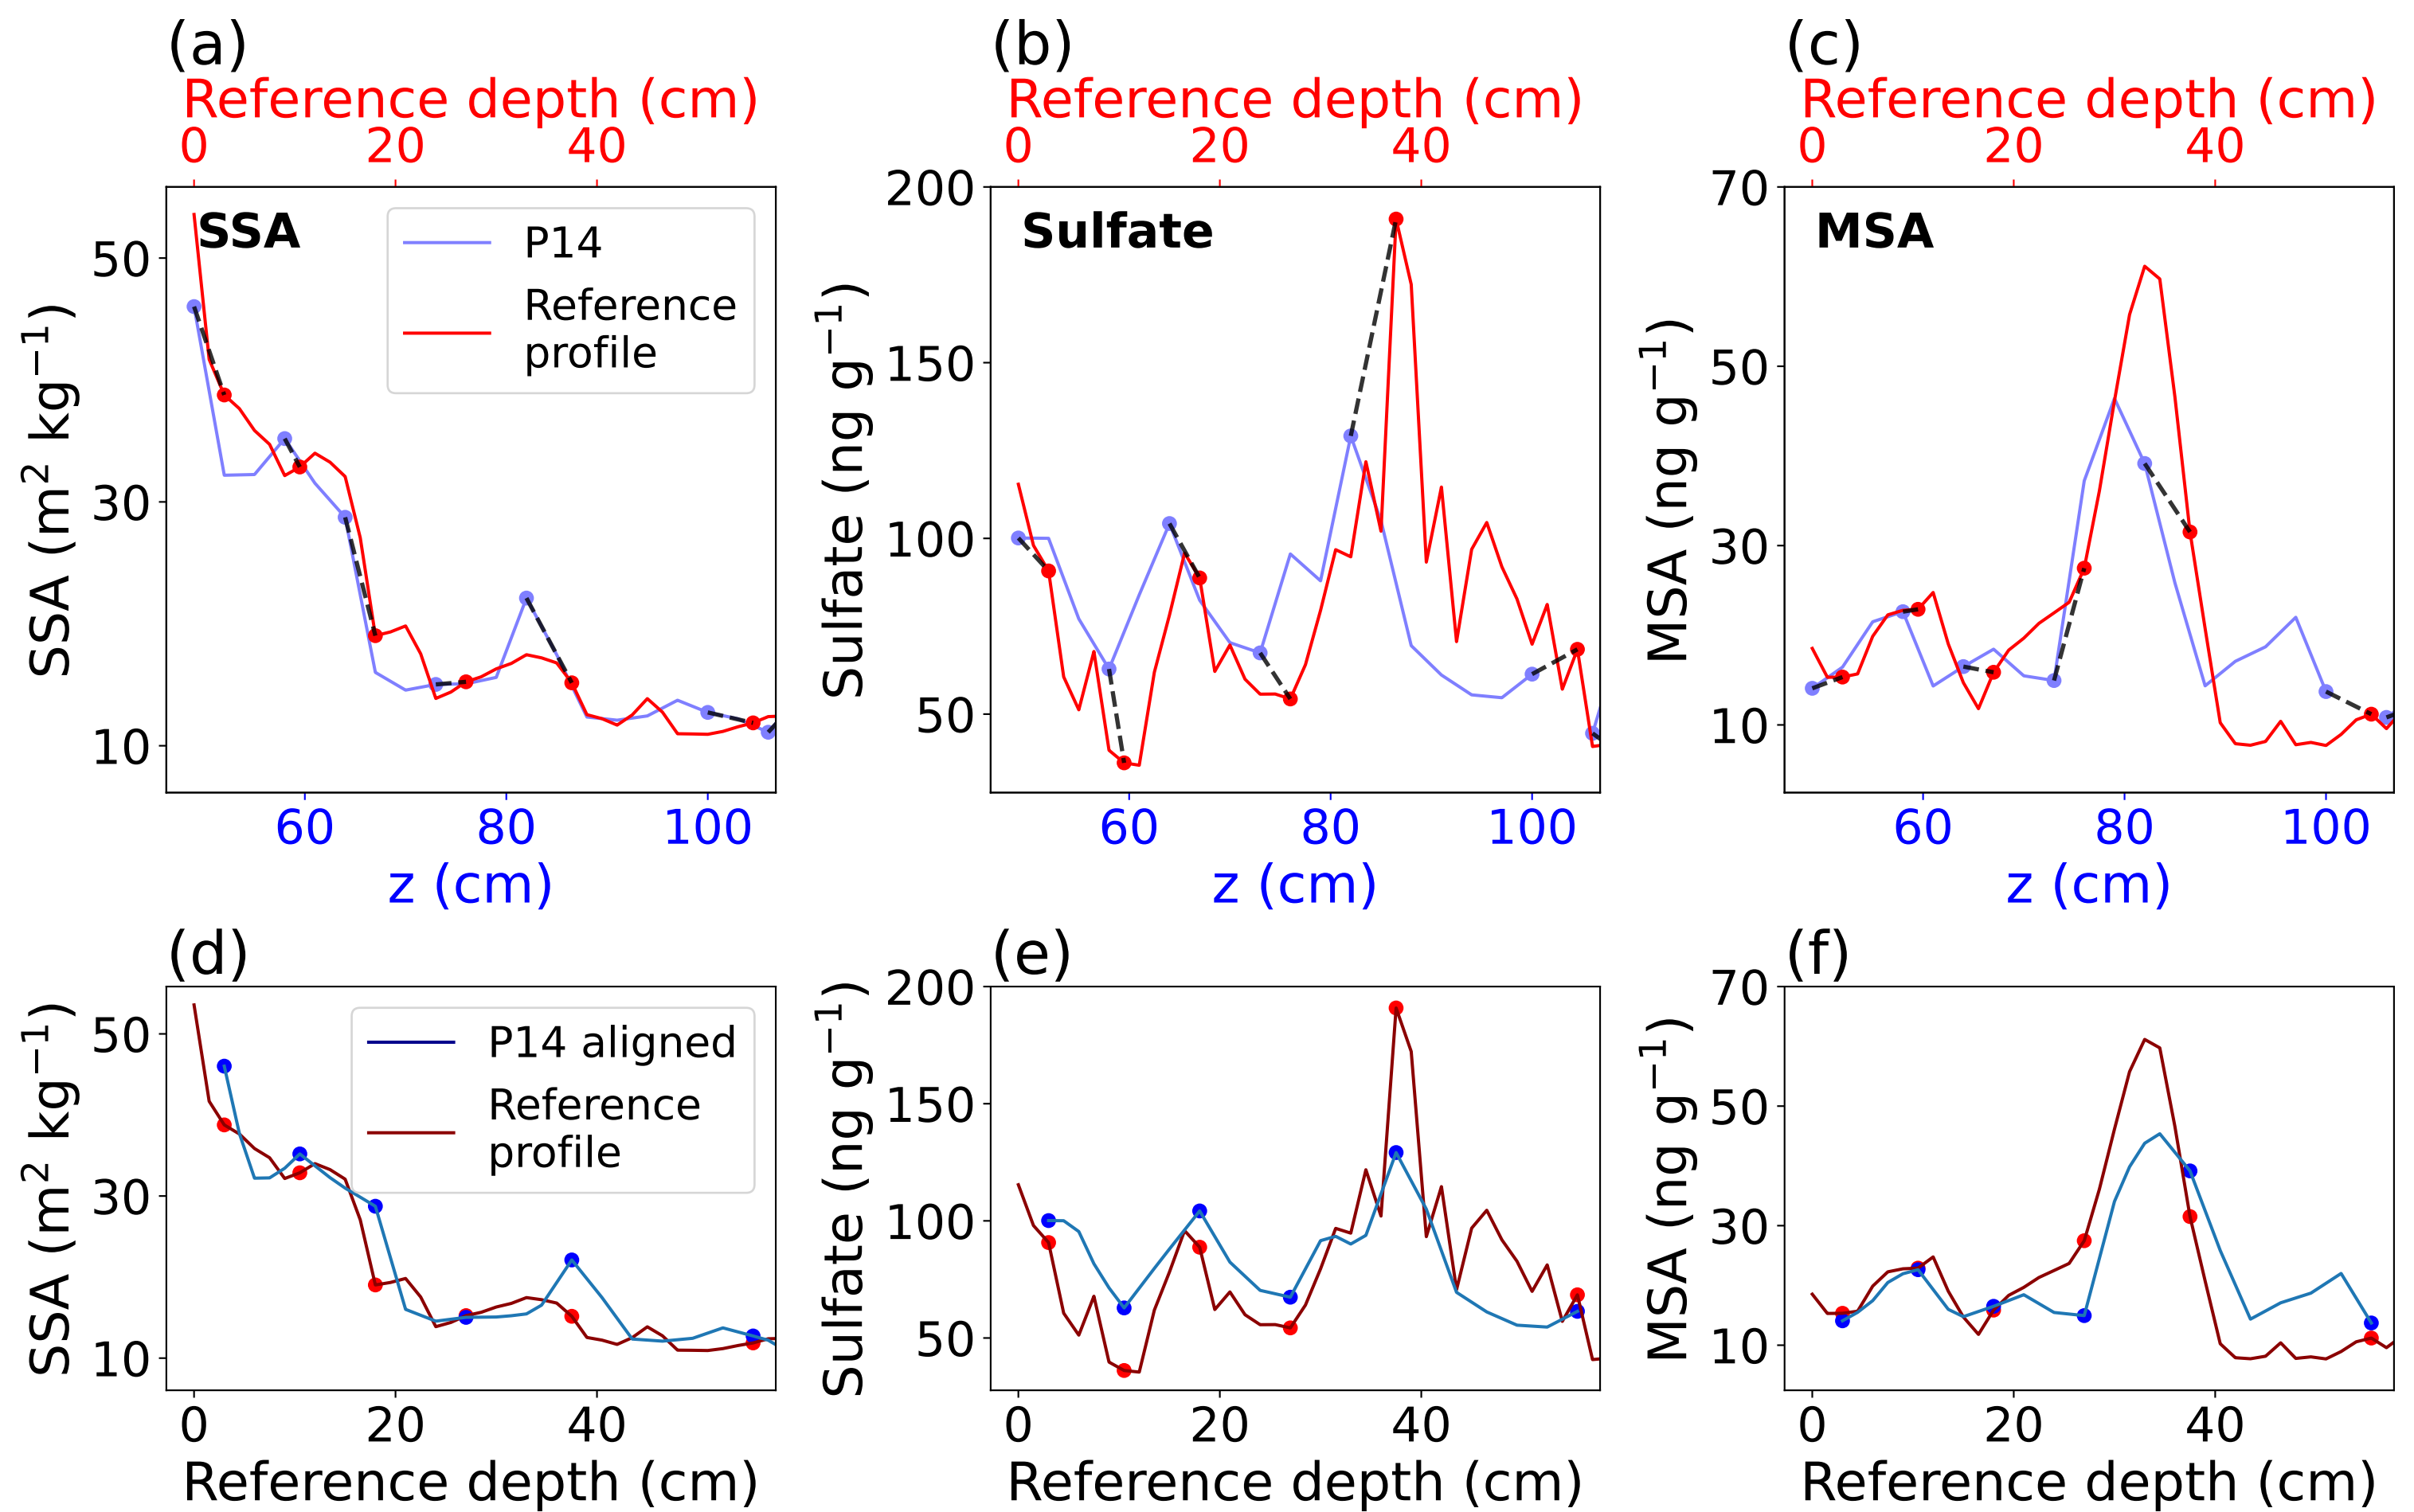 (a)
Reference depth (cm)
0 20 40
SSA
P14
Reference
profile
50
30
10
SSA (m² kg⁻¹)
60 80 100
z (cm)
(b)
Reference depth (cm)
0 20 40
Sulfate
200
150
100
50
Sulfate (ng g⁻¹)
60 80 100
z (cm)
(c)
Reference depth (cm)
0 20 40
MSA
70
50
30
10
MSA (ng g⁻¹)
60 80 100
z (cm)
(d)
P14 aligned
Reference
profile
50
30
10
SSA (m² kg⁻¹)
0 20 40
Reference depth (cm)
(e)
200
150
100
50
Sulfate (ng g⁻¹)
0 20 40
Reference depth (cm)
(f)
70
50
30
10
MSA (ng g⁻¹)
0 20 40
Reference depth (cm)